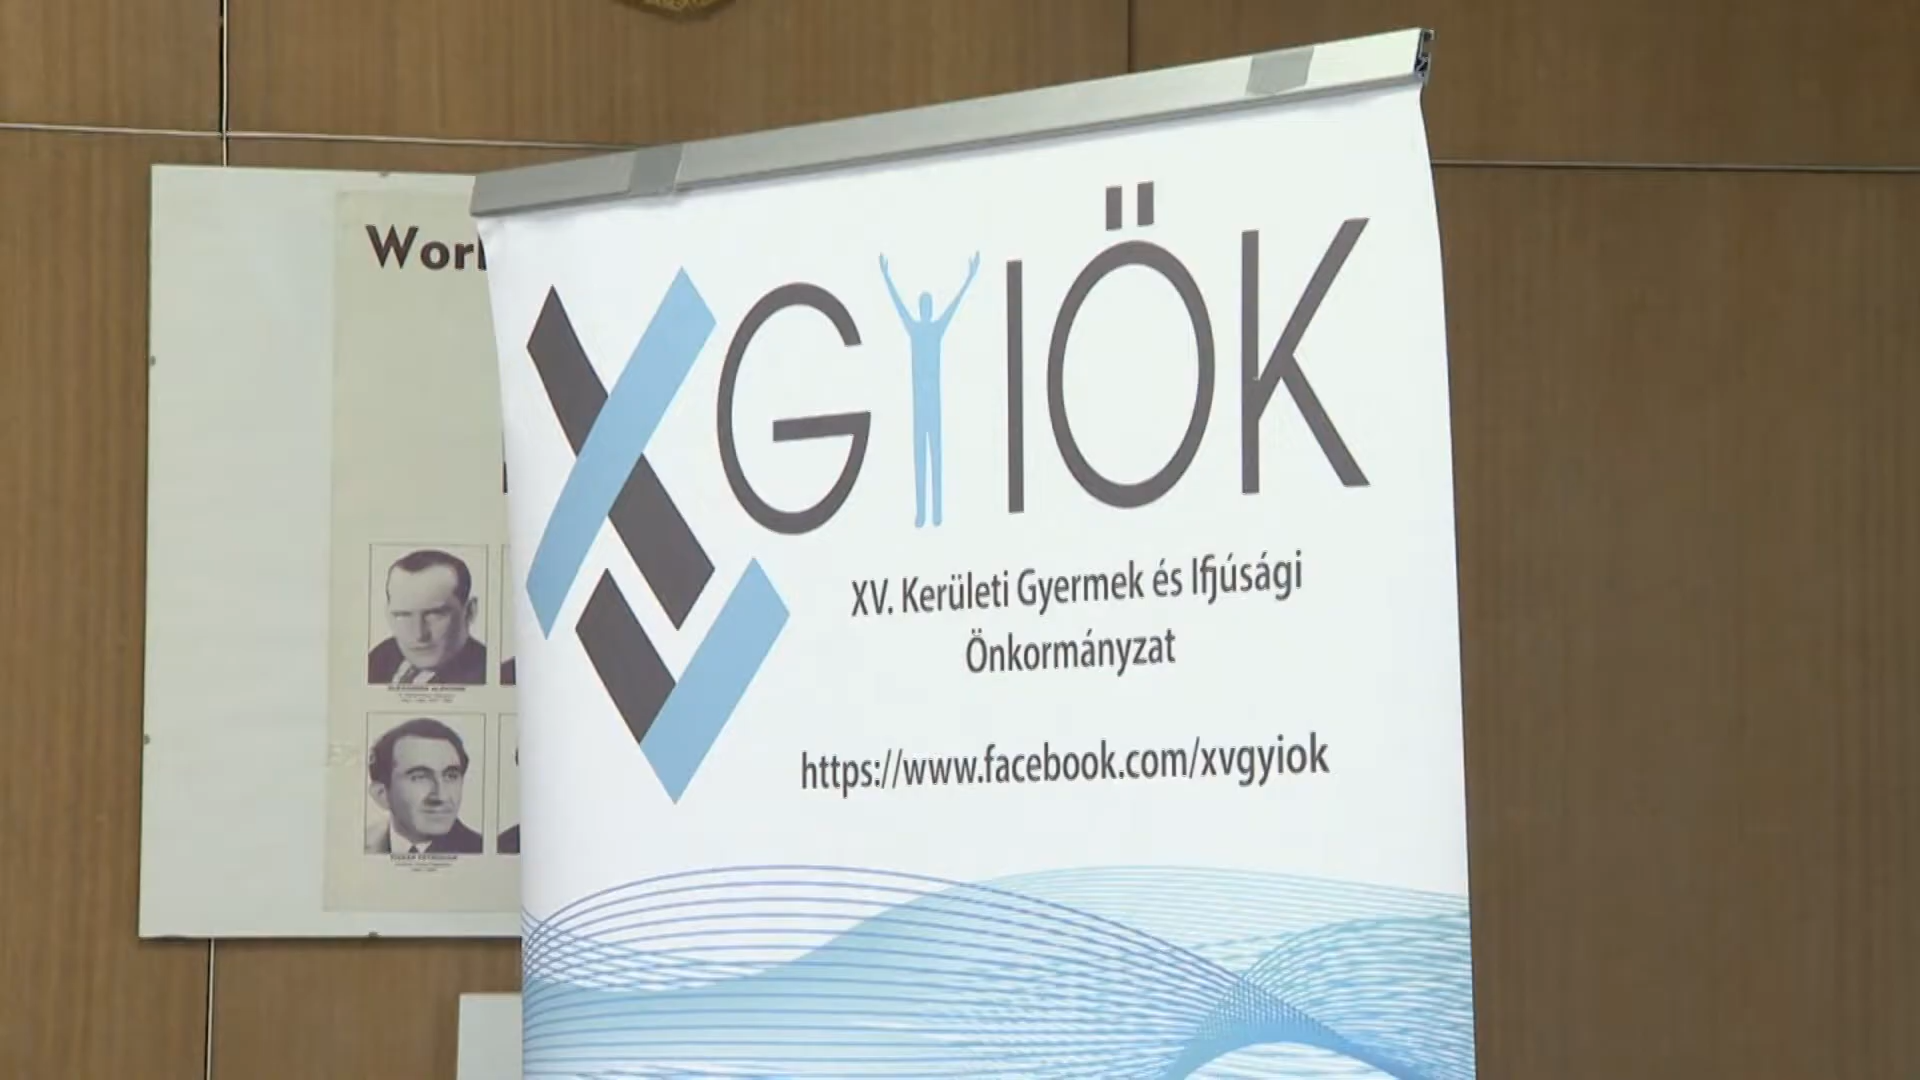 Worl
XVGYIÖK
XV. Kerületi Gyermek és Ifjúsági
Önkormányzat
https://www.facebook.com/xvgyiok